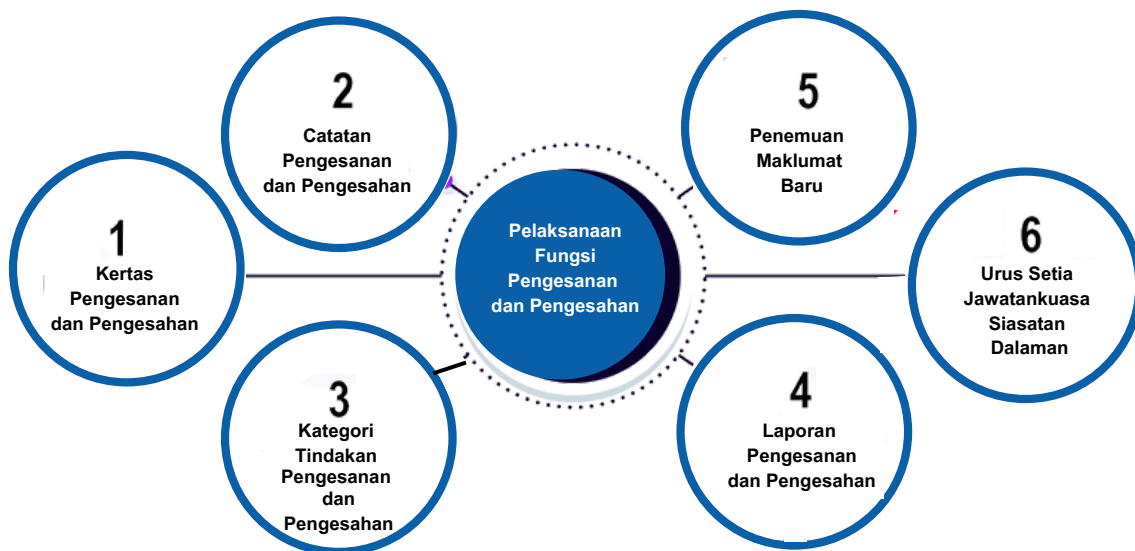 1
Kertas
Pengesanan
dan Pengesahan
2
Catatan
Pengesanan
dan Pengesahan
3
Kategori
Tindakan
Pengesanan
dan
Pengesahan
Pelaksanaan
Fungsi
Pengesanan
dan Pengesahan
4
Laporan
Pengesanan
dan Pengesahan
5
Penemuan
Maklumat
Baru
6
Urus Setia
Jawatankuasa
Siasatan
Dalaman